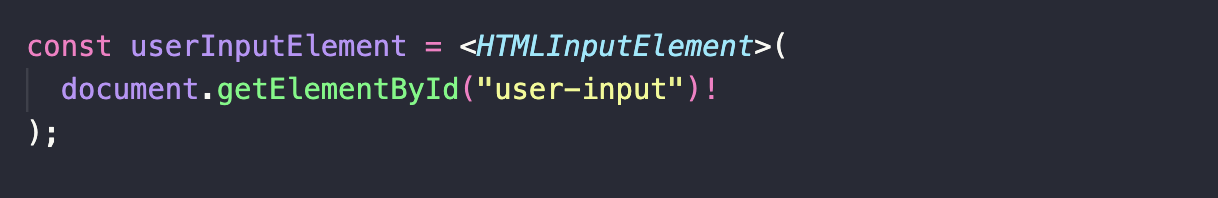 const userInputElement = <HTMLInputElement>(
  document.getElementById("user-input")!
);